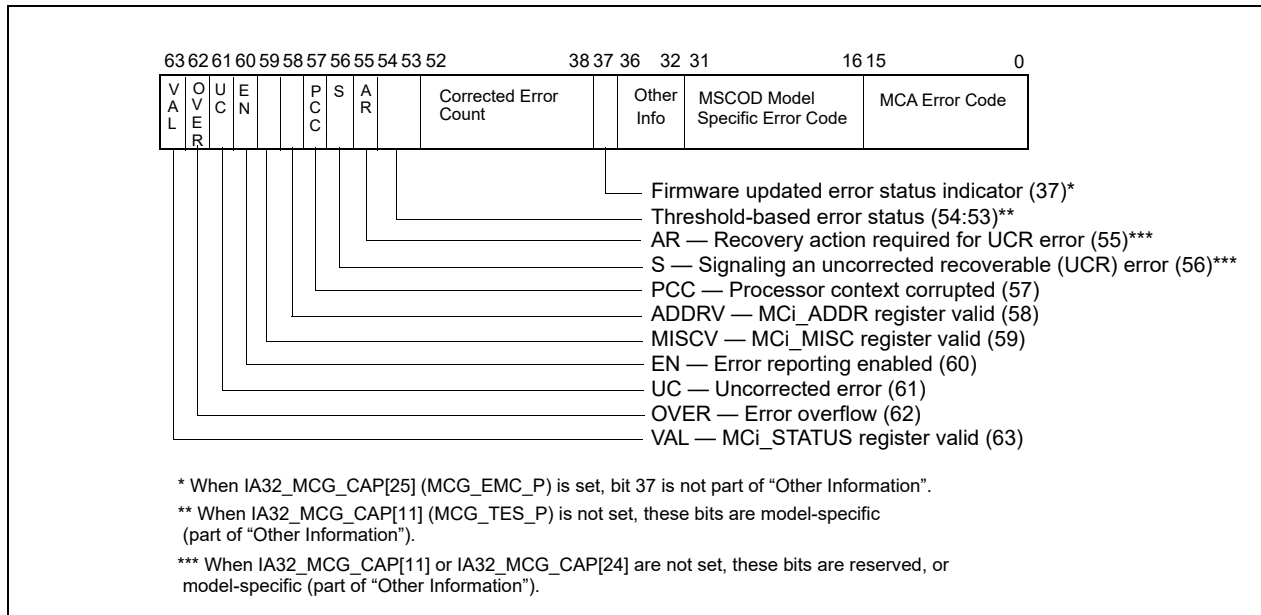 63 62 61 60 59 58 57 56 55 54 53 52 38 37 36 32 31 16 15 0
VAL
OVER
UC
EN
PCC
S
AR
Corrected Error
Count
Other
Info
MSCOD Model
Specific Error Code
MCA Error Code
Firmware updated error status indicator (37)*
Threshold-based error status (54:53)**
AR — Recovery action required for UCR error (55)***
S — Signaling an uncorrected recoverable (UCR) error (56)***
PCC — Processor context corrupted (57)
ADDRV — MCi_ADDR register valid (58)
MISCV — MCi_MISC register valid (59)
EN — Error reporting enabled (60)
UC — Uncorrected error (61)
OVER — Error overflow (62)
VAL — MCi_STATUS register valid (63)
* When IA32_MCG_CAP[25] (MCG_EMC_P) is set, bit 37 is not part of “Other Information”.
** When IA32_MCG_CAP[11] (MCG_TES_P) is not set, these bits are model-specific
(part of “Other Information”).
*** When IA32_MCG_CAP[11] or IA32_MCG_CAP[24] are not set, these bits are reserved, or
model-specific (part of “Other Information”).